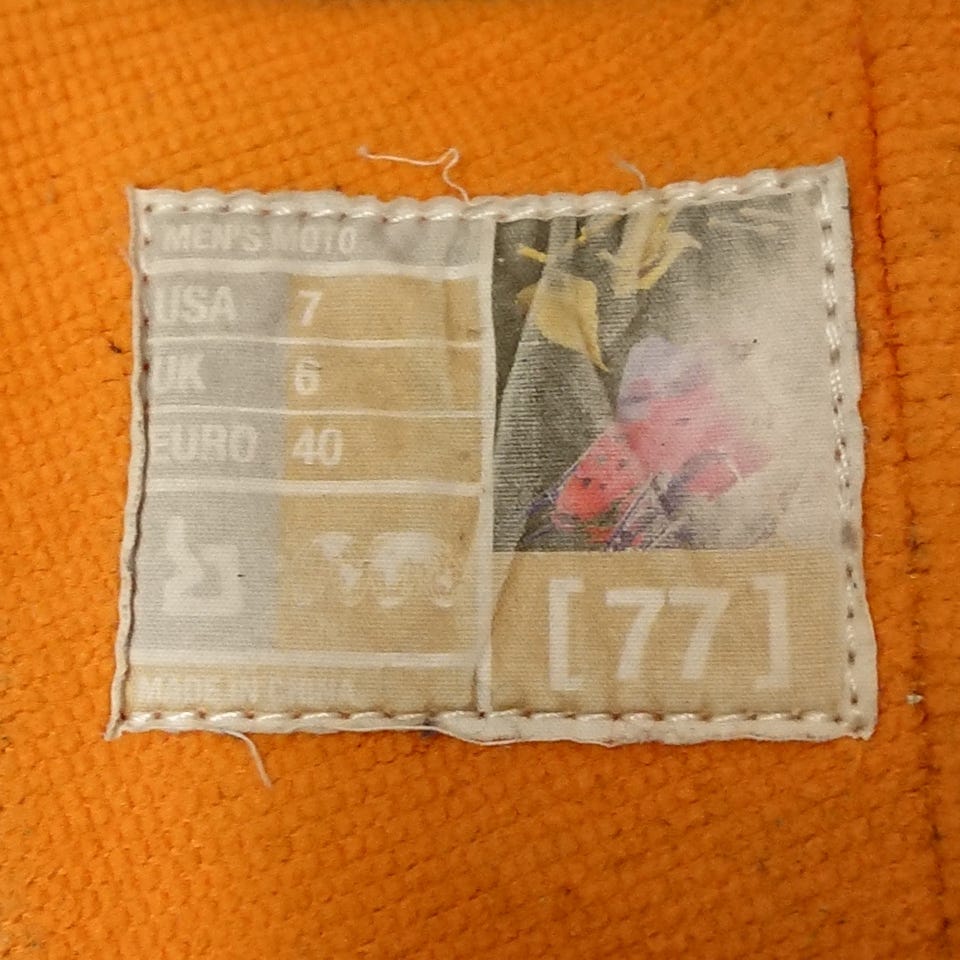 MEN'S MOTO
USA 7
UK 6
EURO 40
MADE IN CHINA
[77]